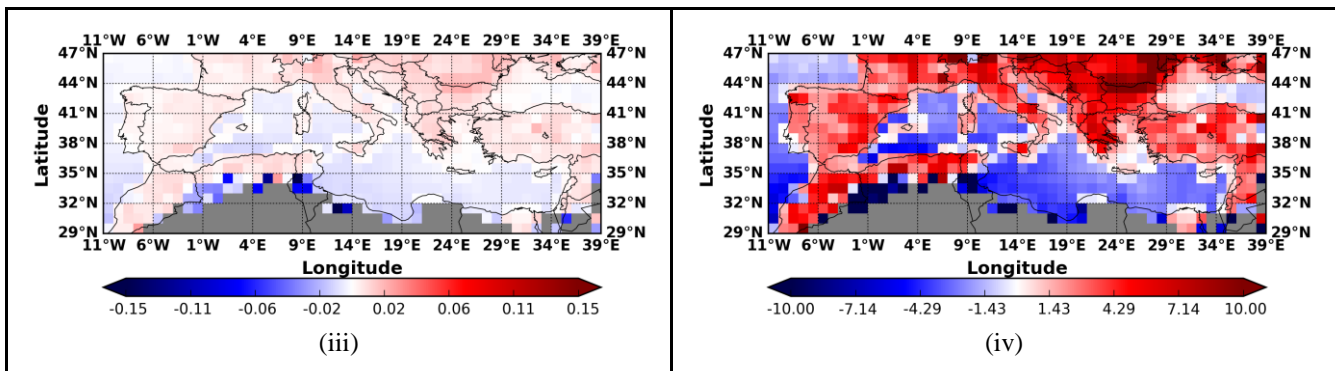 11°W 6°W 1°W 4°E 9°E 14°E 19°E 24°E 29°E 34°E 39°E
47°N 47°N
44°N 44°N
41°N 41°N
38°N 38°N
35°N 35°N
32°N 32°N
29°N 29°N
11°W 6°W 1°W 4°E 9°E 14°E 19°E 24°E 29°E 34°E 39°E
Latitude
Longitude
-0.15 -0.11 -0.06 -0.02 0.02 0.06 0.11 0.15
(iii)
11°W 6°W 1°W 4°E 9°E 14°E 19°E 24°E 29°E 34°E 39°E
47°N 47°N
44°N 44°N
41°N 41°N
38°N 38°N
35°N 35°N
32°N 32°N
29°N 29°N
11°W 6°W 1°W 4°E 9°E 14°E 19°E 24°E 29°E 34°E 39°E
Latitude
Longitude
-10.00 -7.14 -4.29 -1.43 1.43 4.29 7.14 10.00
(iv)